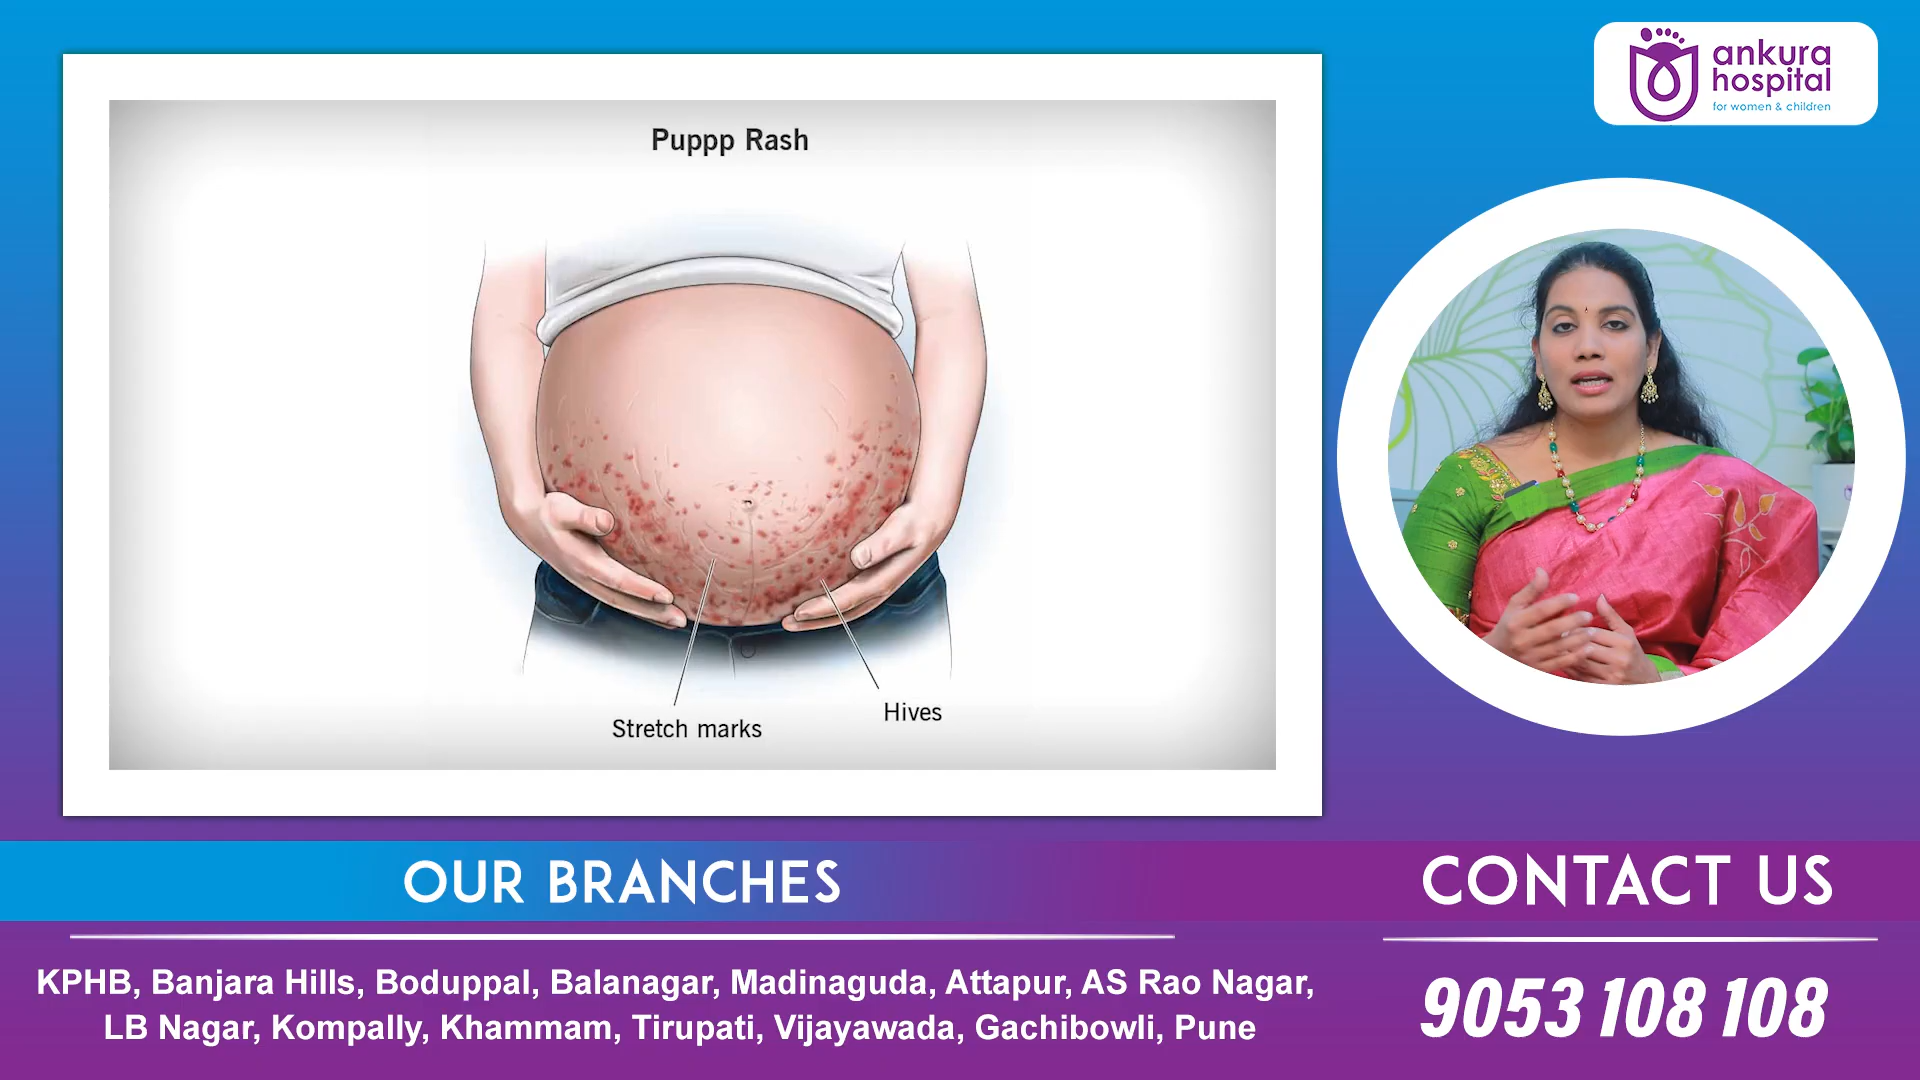 Puppp Rash
Stretch marks
Hives
ankura
hospital
for women & children
OUR BRANCHES
KPHB, Banjara Hills, Boduppal, Balanagar, Madinaguda, Attapur, AS Rao Nagar,
LB Nagar, Kompally, Khammam, Tirupati, Vijayawada, Gachibowli, Pune
CONTACT US
9053 108 108